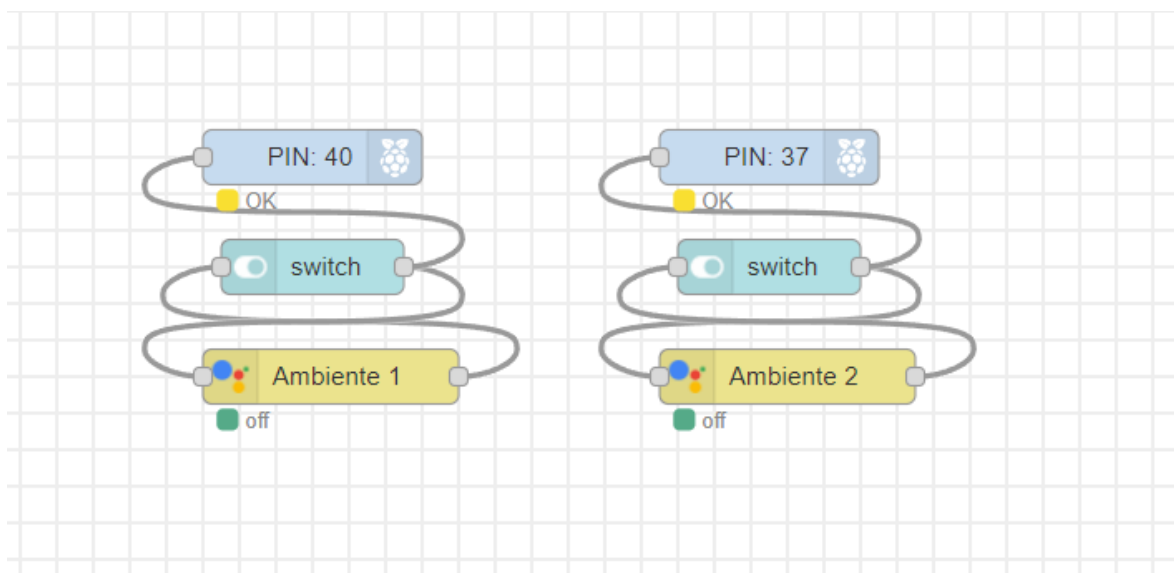 PIN: 40
OK
switch
Ambiente 1
off
PIN: 37
OK
switch
Ambiente 2
off